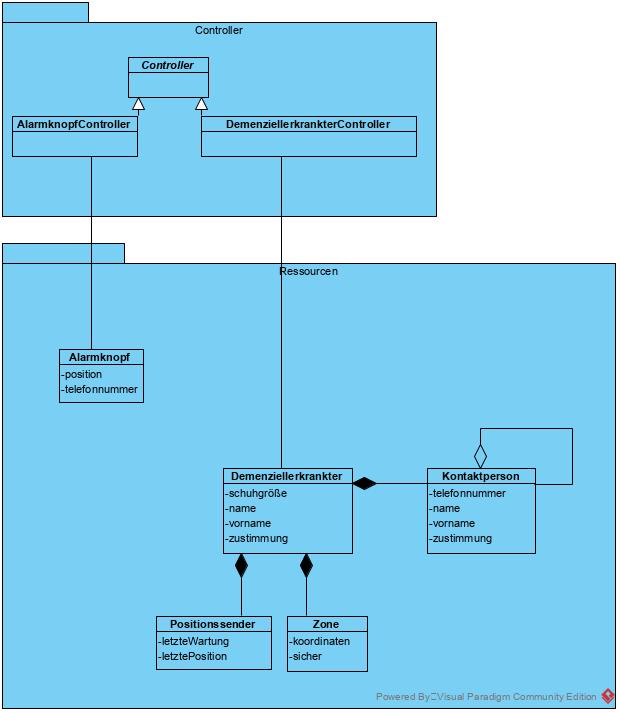 Controller
Controller
AlarmknopfController
DemenziellerkrankterController
Ressourcen
Alarmknopf
-position
-telefonnummer
Demenziellerkrankter
-schuhgröße
-name
-vorname
-zustimmung
Kontaktperson
-telefonnummer
-name
-vorname
-zustimmung
Positionssender
-letzteWartung
-letztePosition
Zone
-koordinaten
-sicher
Powered By Visual Paradigm Community Edition